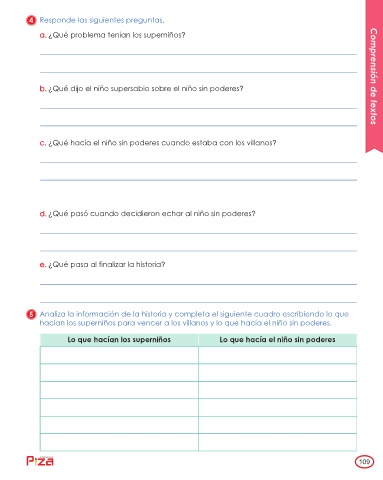 4 Responde las siguientes preguntas.
a. ¿Qué problema tenían los superniños?
b. ¿Qué dijo el niño supersabio sobre el niño sin poderes?
c. ¿Qué hacía el niño sin poderes cuando estaba con los villanos?
d. ¿Qué pasó cuando decidieron echar al niño sin poderes?
e. ¿Qué pasa al finalizar la historia?
5 Analiza la información de la historia y completa el siguiente cuadro escribiendo lo que
hacían los superniños para vencer a los villanos y lo que hacía el niño sin poderes.
Lo que hacían los superniños Lo que hacía el niño sin poderes
Comprensión de textos
109